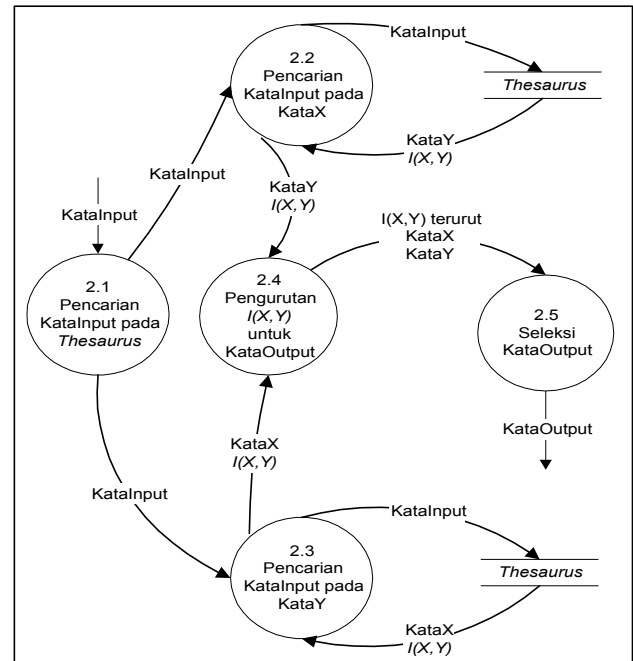 2.2
Pencarian
KataInput pada
KataX
KataInput
Thesaurus
KataY
I(X,Y)
KataInput
KataY
I(X,Y)
KataInput
2.1
Pencarian
KataInput pada
Thesaurus
2.4
Pengurutan
I(X,Y)
untuk
KataOutput
I(X,Y) terurut
KataX
KataY
2.5
Seleksi
KataOutput
KataOutput
KataX
I(X,Y)
KataInput
2.3
Pencarian
KataInput pada
KataY
KataInput
Thesaurus
KataX
I(X,Y)